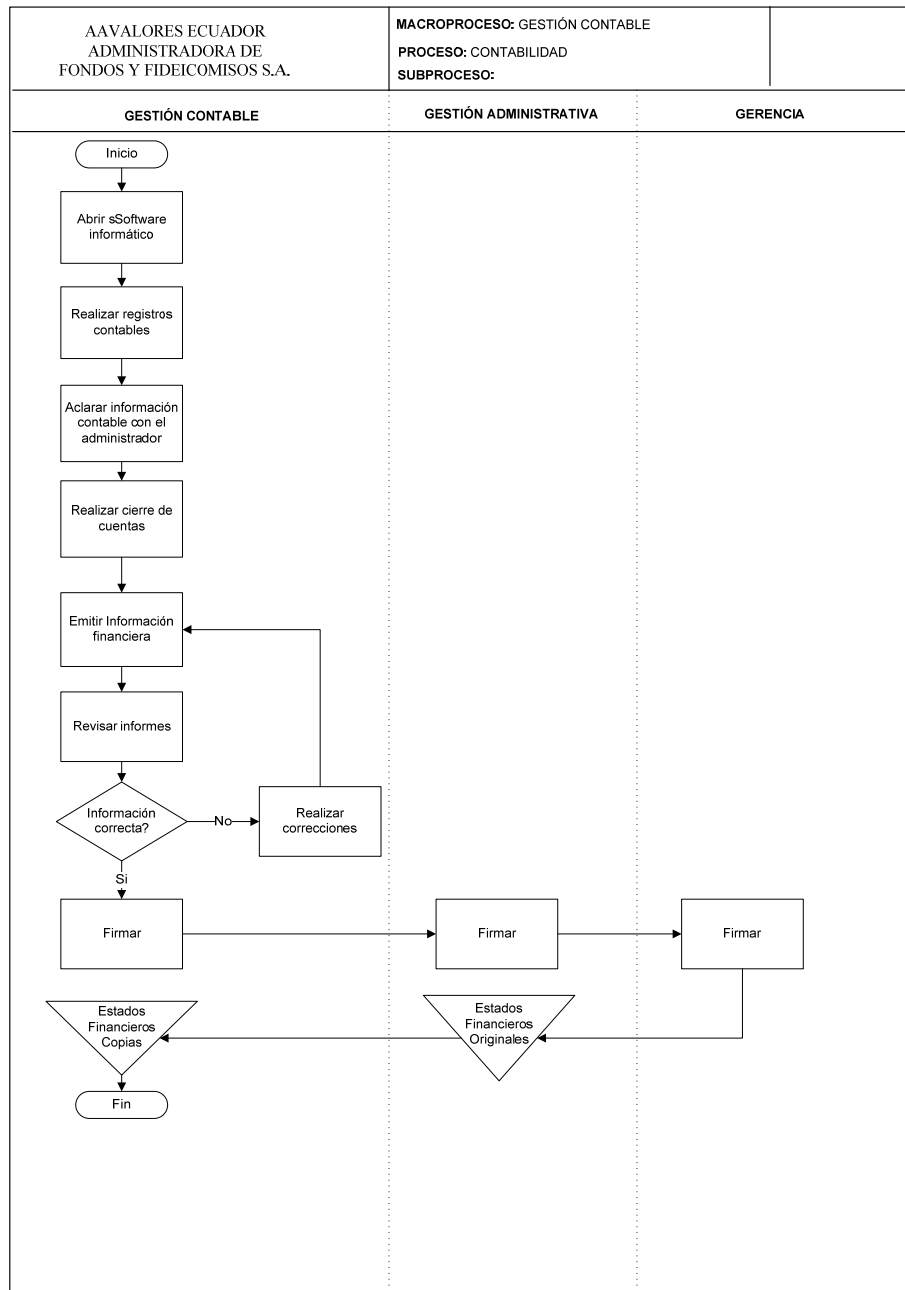 AAVALORES ECUADOR
ADMINISTRADORA DE
FONDOS Y FIDEICOMISOS S.A.
MACROPROCESO: GESTIÓN CONTABLE
PROCESO: CONTABILIDAD
SUBPROCESO:
GESTIÓN CONTABLE
GESTIÓN ADMINISTRATIVA
GERENCIA
Inicio
Abrir sSoftware
informático
Realizar registros
contables
Aclarar información
contable con el
administrador
Realizar cierre de
cuentas
Emitir Información
financiera
Revisar informes
Información
correcta?
No
Realizar
correcciones
Si
Firmar
Firmar
Firmar
Estados
Financieros
Copias
Estados
Financieros
Originales
Fin